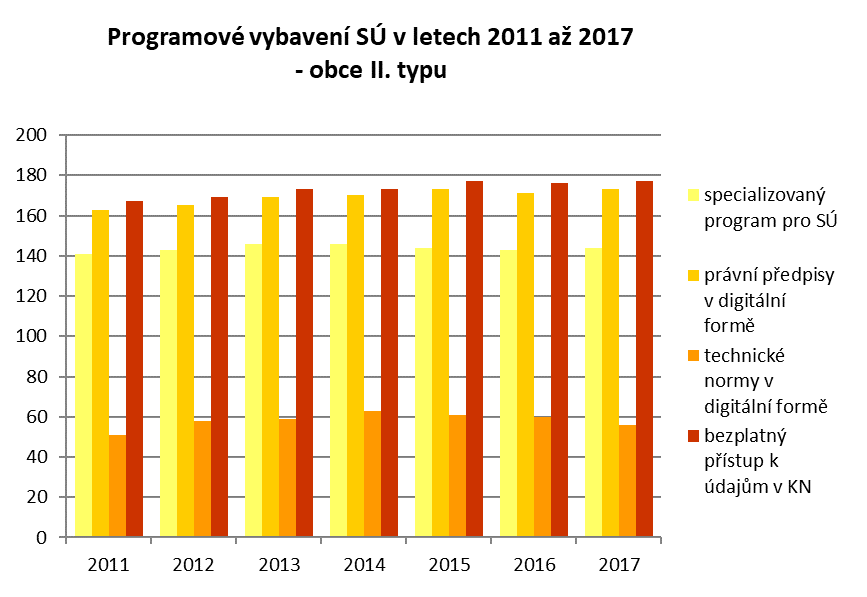 Programové vybavení SÚ v letech 2011 až 2017
- obce II. typu
200
180
160
140
120
100
80
60
40
20
0
2011 2012 2013 2014 2015 2016 2017
specializovaný
program pro SÚ
právní předpisy
v digitální
formě
technické
normy v
digitální formě
bezplatný
přístup k
údajům v KN